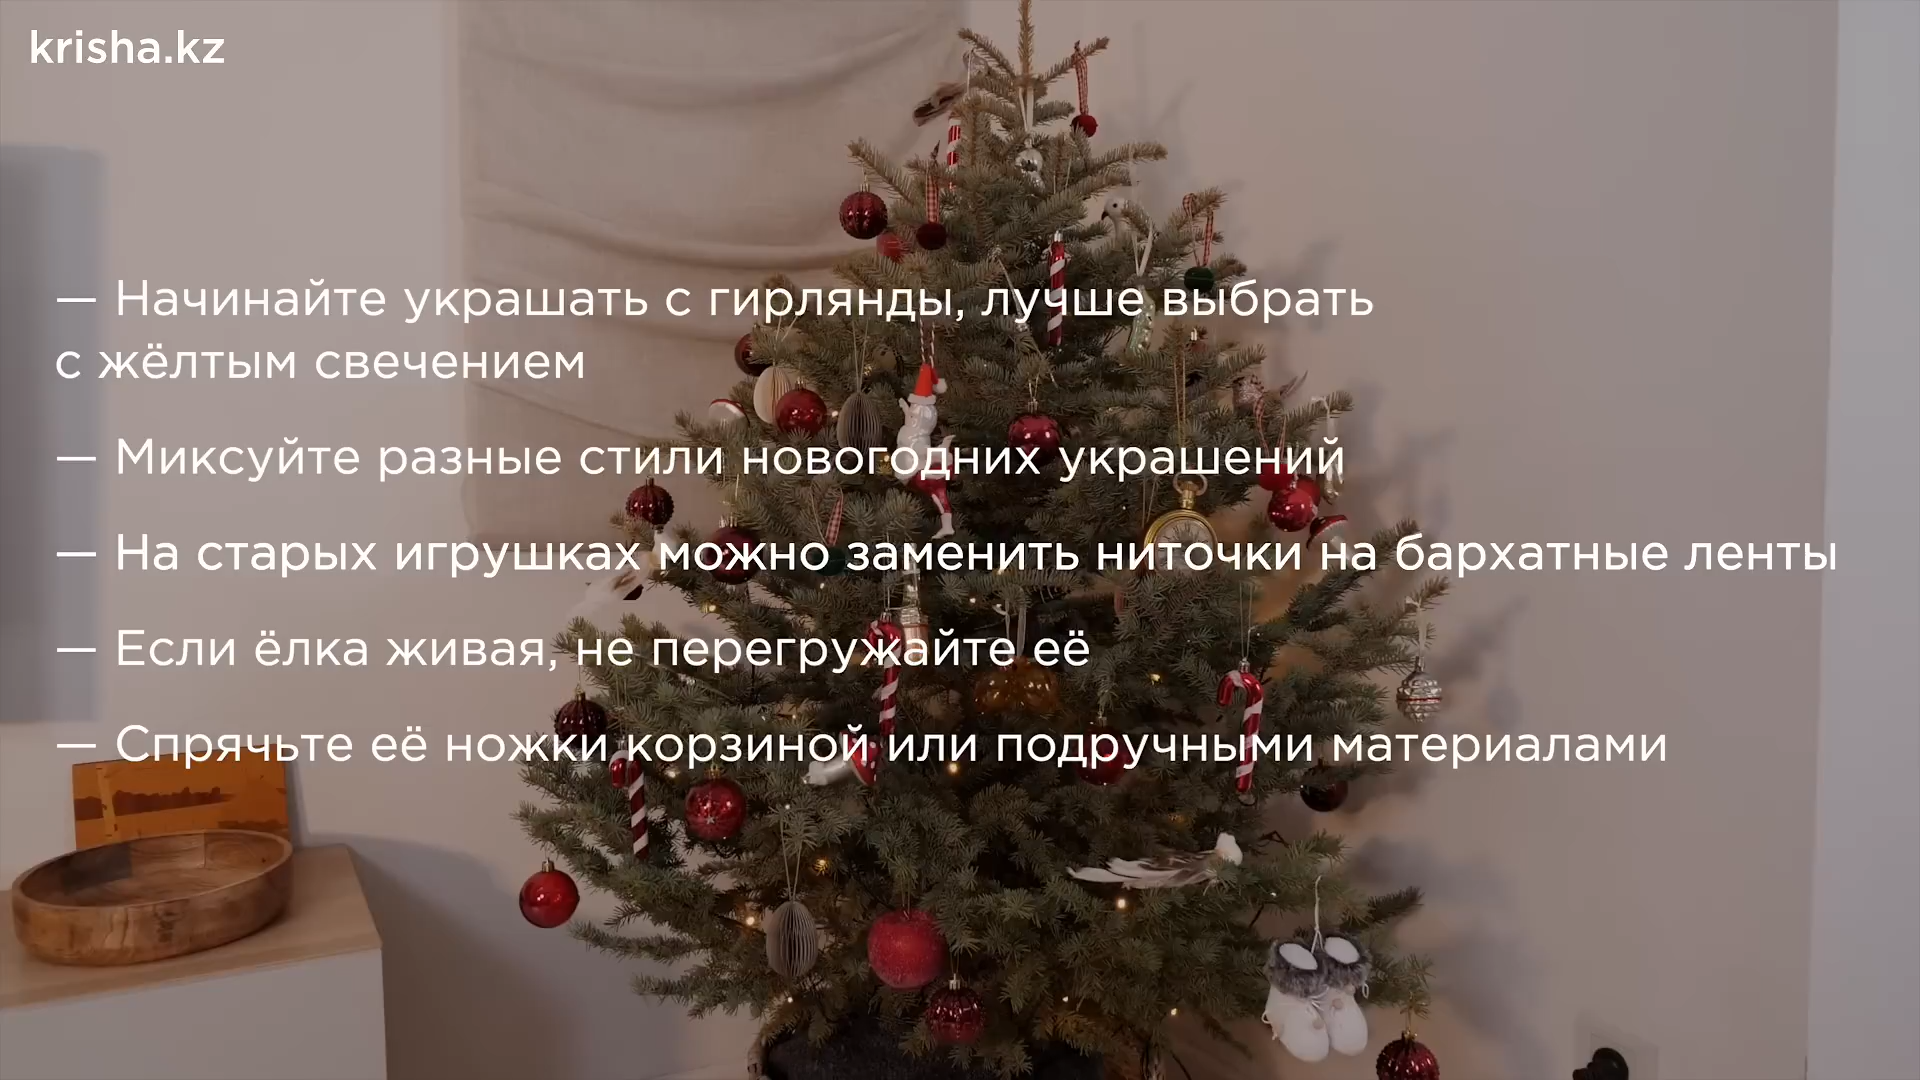 krisha.kz
— Начинайте украшать с гирлянды, лучше выбрать
с жёлтым свечением
— Миксуйте разные стили новогодних украшений
— На старых игрушках можно заменить ниточки на бархатные ленты
— Если ёлка живая, не перегружайте её
— Спрячьте её ножки корзиной или подручными материалами